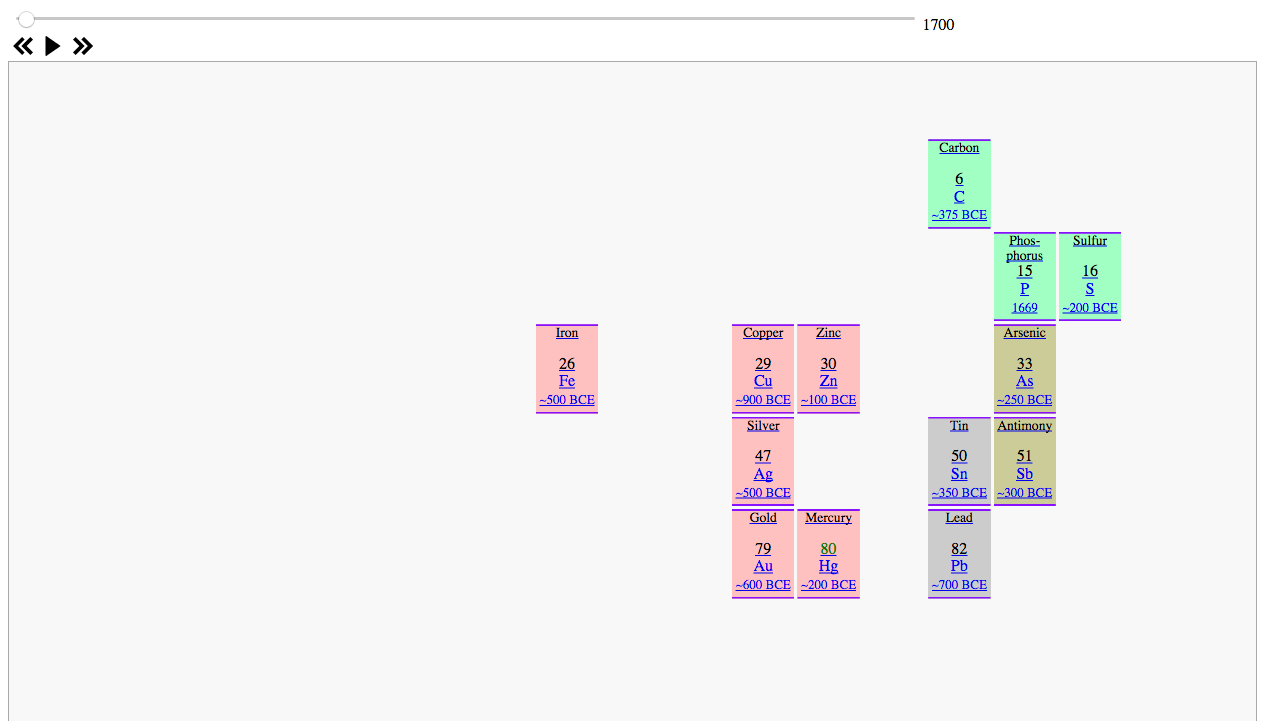 1700
Carbon
6
C
~375 BCE
Phos-
phorus
15
P
1669
Sulfur
16
S
~200 BCE
Iron
26
Fe
~500 BCE
Copper
29
Cu
~900 BCE
Zinc
30
Zn
~100 BCE
Arsenic
33
As
~250 BCE
Silver
47
Ag
~500 BCE
Tin
50
Sn
~350 BCE
Antimony
51
Sb
~300 BCE
Gold
79
Au
~600 BCE
Mercury
80
Hg
~200 BCE
Lead
82
Pb
~700 BCE